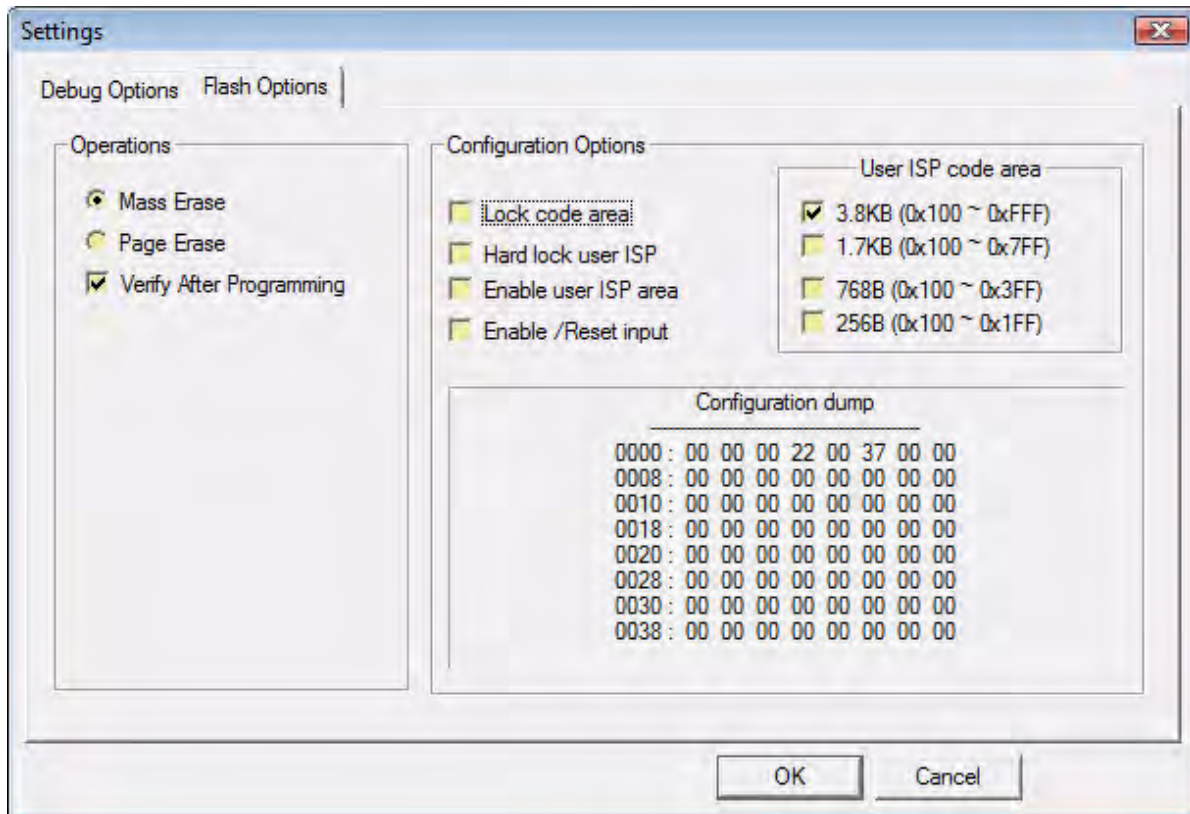 Settings
Debug Options
Flash Options
Operations
Mass Erase
Page Erase
Verify After Programming
Configuration Options
Lock code area
Hard lock user ISP
Enable user ISP area
Enable /Reset input
User ISP code area
3.8KB (0x100 ~ 0xFFF)
1.7KB (0x100 ~ 0x7FF)
768B (0x100 ~ 0x3FF)
256B (0x100 ~ 0x1FF)
Configuration dump
0000 : 00 00 00 22 00 37 00 00
0008 : 00 00 00 00 00 00 00 00
0010 : 00 00 00 00 00 00 00 00
0018 : 00 00 00 00 00 00 00 00
0020 : 00 00 00 00 00 00 00 00
0028 : 00 00 00 00 00 00 00 00
0030 : 00 00 00 00 00 00 00 00
0038 : 00 00 00 00 00 00 00 00
OK
Cancel